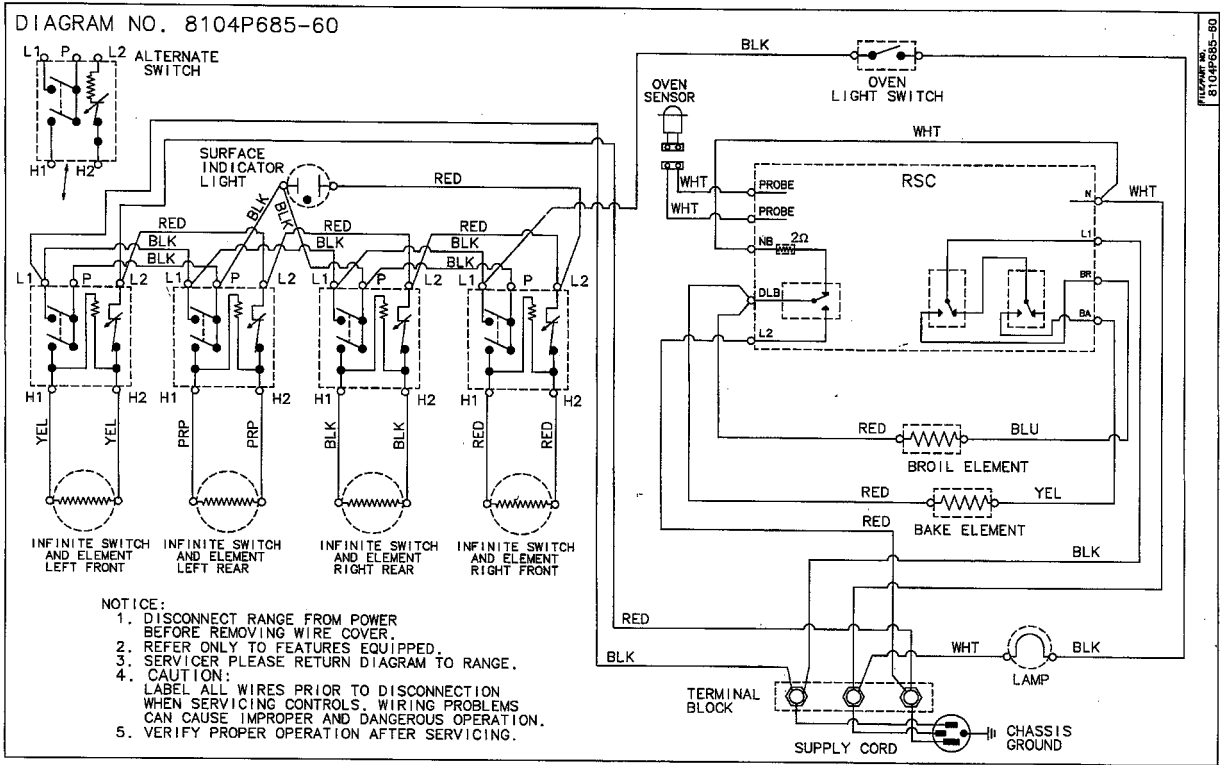 DIAGRAM NO. 8104P685-60
FILE/PART NO.
8104P685-60
L1 P L2
ALTERNATE
SWITCH
H1 H2
SURFACE
INDICATOR
LIGHT
BLK
OVEN
LIGHT SWITCH
OVEN
SENSOR
WHT
RSC
WHT
PROBE
WHT
PROBE
N
WHT
NB
2Ω
L1
DLB
BR
L2
BA
RED
BLK
BLK
RED
BLK
BLK
RED
BLK
BLK
RED
BLK
BLK
L1 P L2
L1 P L2
L1 P L2
L1 P L2
H1 H2
H1 H2
H1 H2
H1 H2
YEL YEL
PRP PRP
BLK BLK
RED RED
INFINITE SWITCH
AND ELEMENT
LEFT FRONT
INFINITE SWITCH
AND ELEMENT
LEFT REAR
INFINITE SWITCH
AND ELEMENT
RIGHT REAR
INFINITE SWITCH
AND ELEMENT
RIGHT FRONT
RED
BLU
BROIL ELEMENT
RED
YEL
BAKE ELEMENT
RED
BLK
RED
BLK
WHT
BLK
LAMP
TERMINAL
BLOCK
SUPPLY CORD
CHASSIS
GROUND
NOTICE:
1. DISCONNECT RANGE FROM POWER
BEFORE REMOVING WIRE COVER.
2. REFER ONLY TO FEATURES EQUIPPED.
3. SERVICER PLEASE RETURN DIAGRAM TO RANGE.
4. CAUTION:
LABEL ALL WIRES PRIOR TO DISCONNECTION
WHEN SERVICING CONTROLS. WIRING PROBLEMS
CAN CAUSE IMPROPER AND DANGEROUS OPERATION.
5. VERIFY PROPER OPERATION AFTER SERVICING.